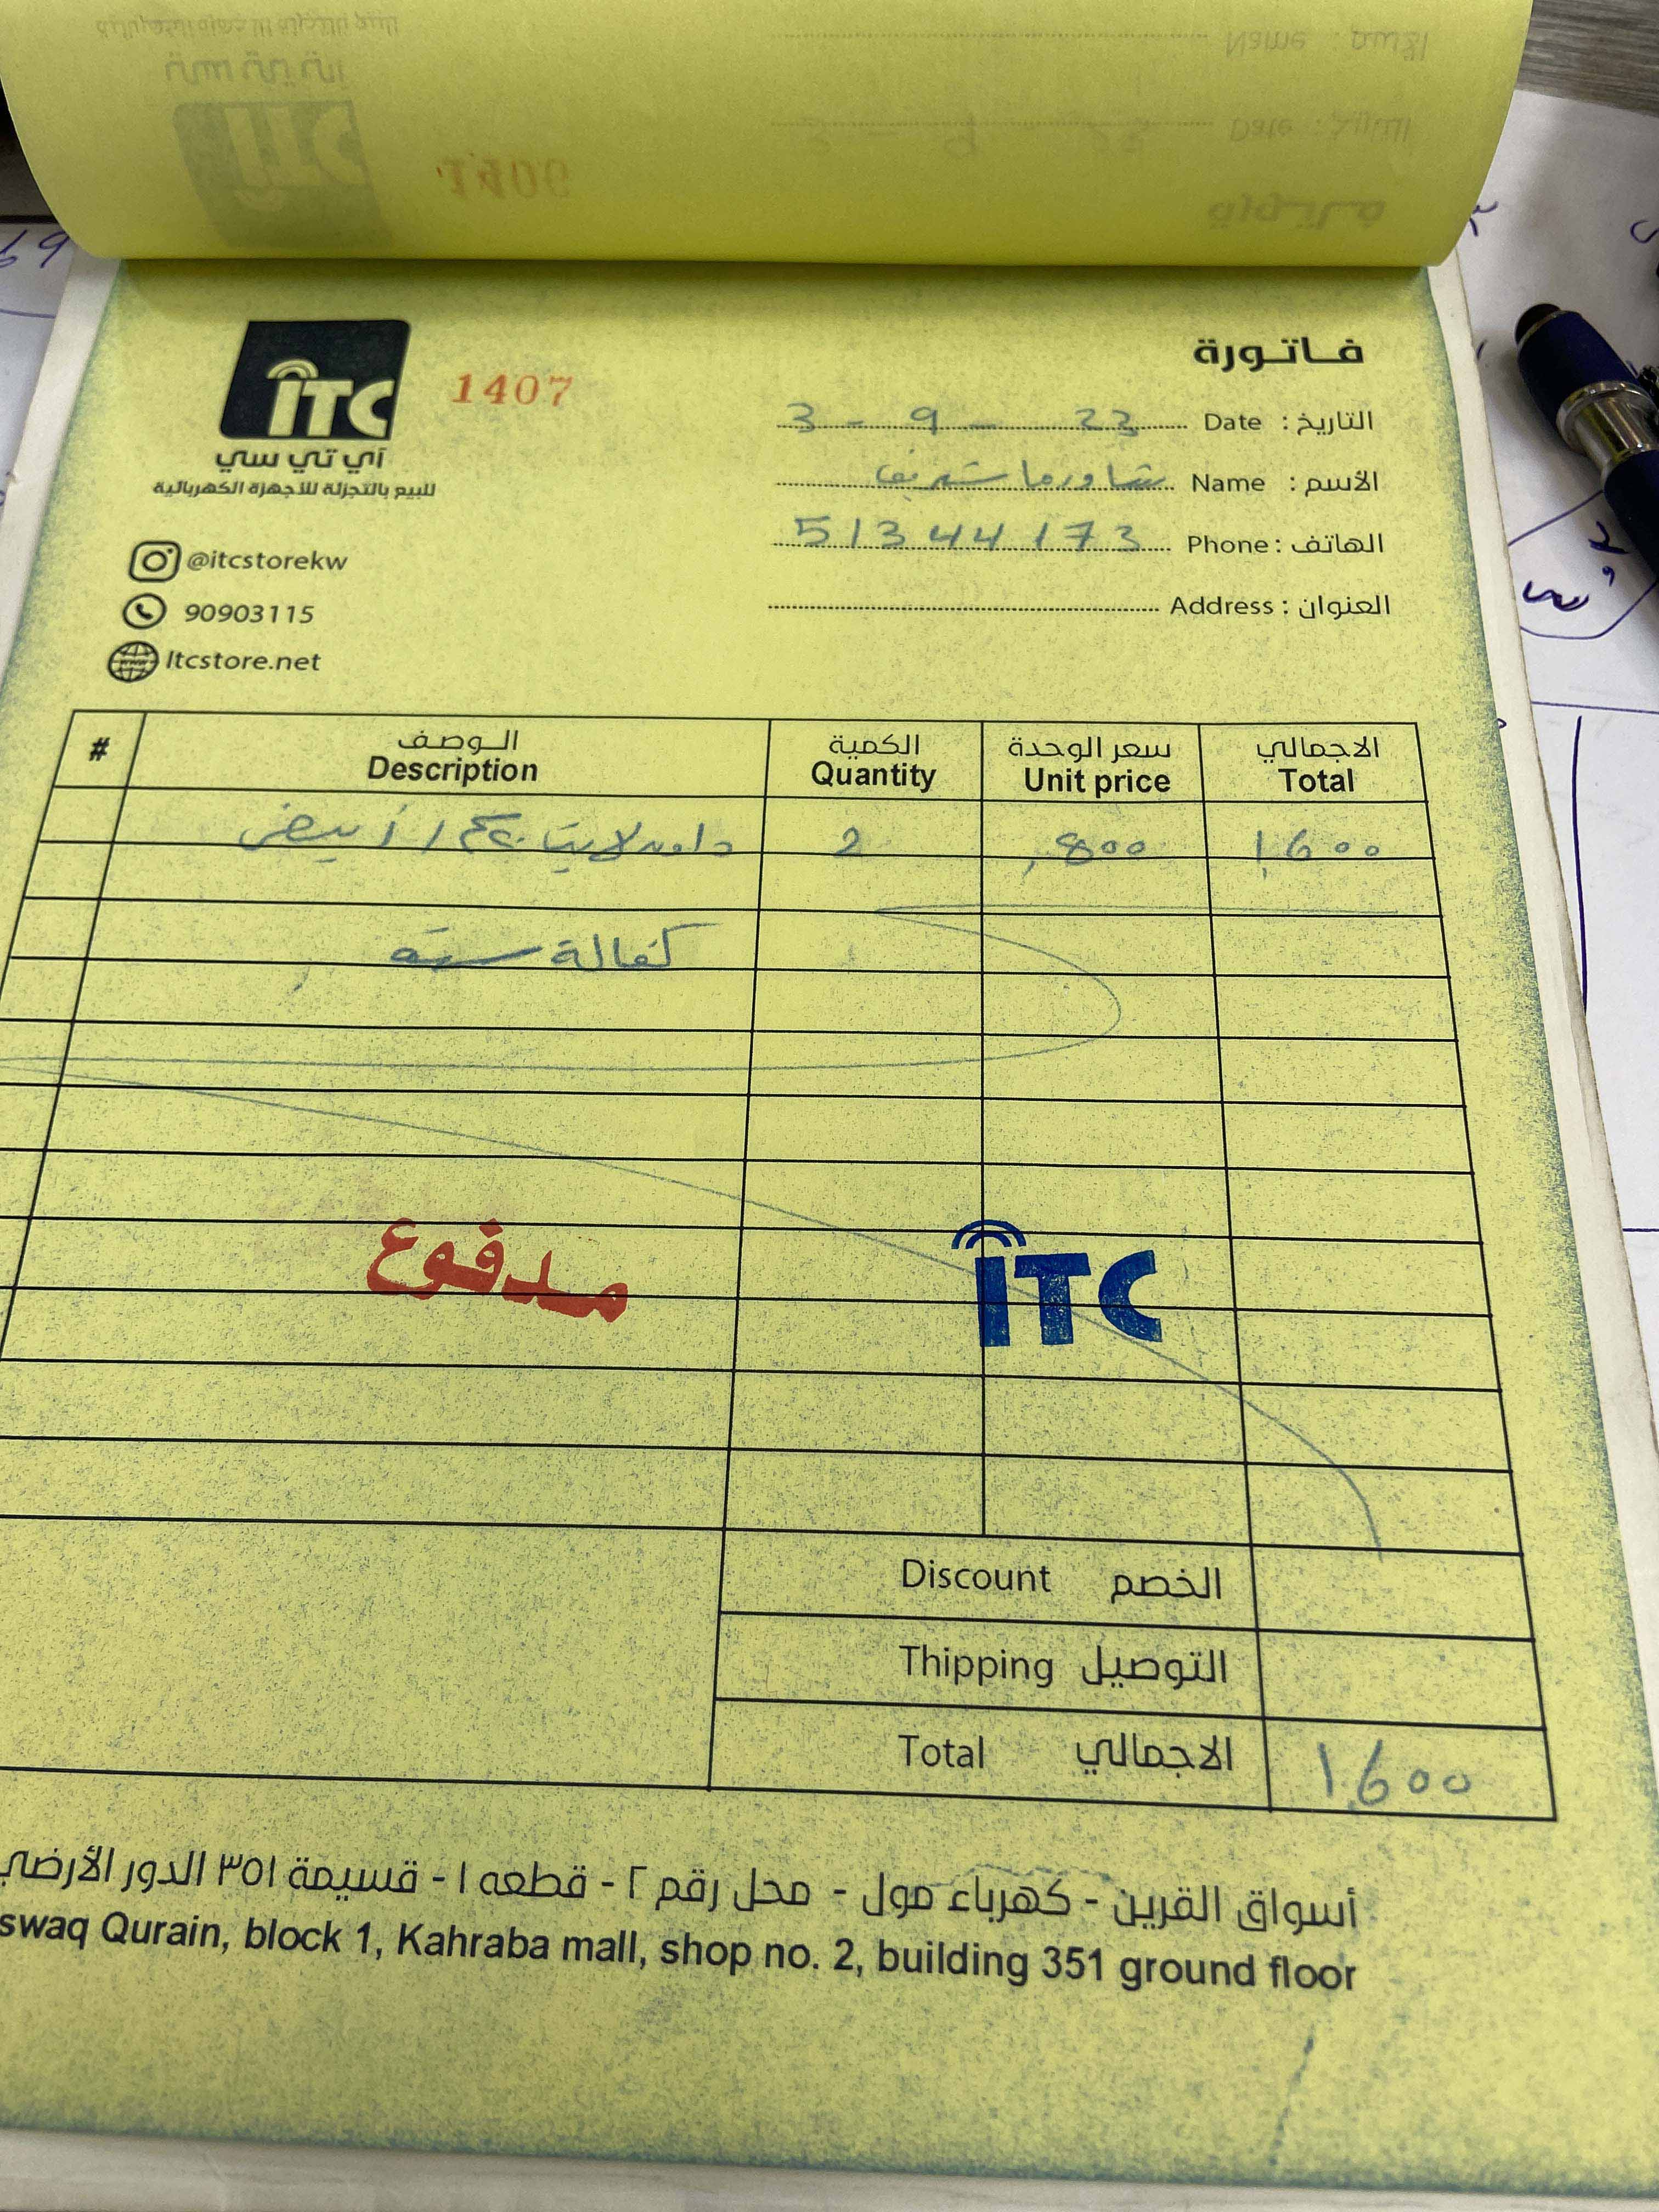 فاتورة
iTC
1407
آي تي سي
للبيع بالتجزئة للأجهزة الكهربائية
@itcstorekw
90903115
Itcstore.net
التاريخ : Date 3 - 9 - 23
الأسم : Name شاورما شريف
الهاتف : Phone 51344173
العنوان : Address
# الوصف الكمية سعر الوحدة الاجمالي
Description Quantity Unit price Total
داون لايت / أبيض 2 ,800 1,600
كفالة سنة
مدفوع
iTC
Discount الخصم
Thipping التوصيل
Total الاجمالي 1,600
أسواق القرين - كهرباء مول - محل رقم ٢ - قطعه ١ - قسيمة ٣٥١ الدور الأرضي
swaq Qurain, block 1, Kahraba mall, shop no. 2, building 351 ground floor